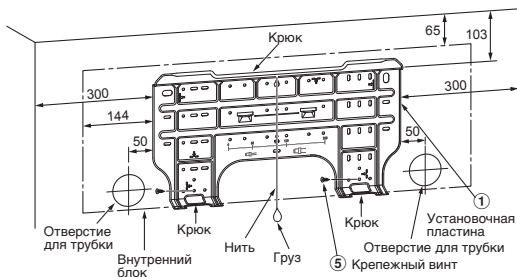 65
103
Крюк
300
300
144
50
50
①
Установочная
пластина
Отверстие
для трубки
Крюк
Крюк
Нить
Груз
⑤ Крепежный винт
Отверстие
для трубки
Внутренний
блок